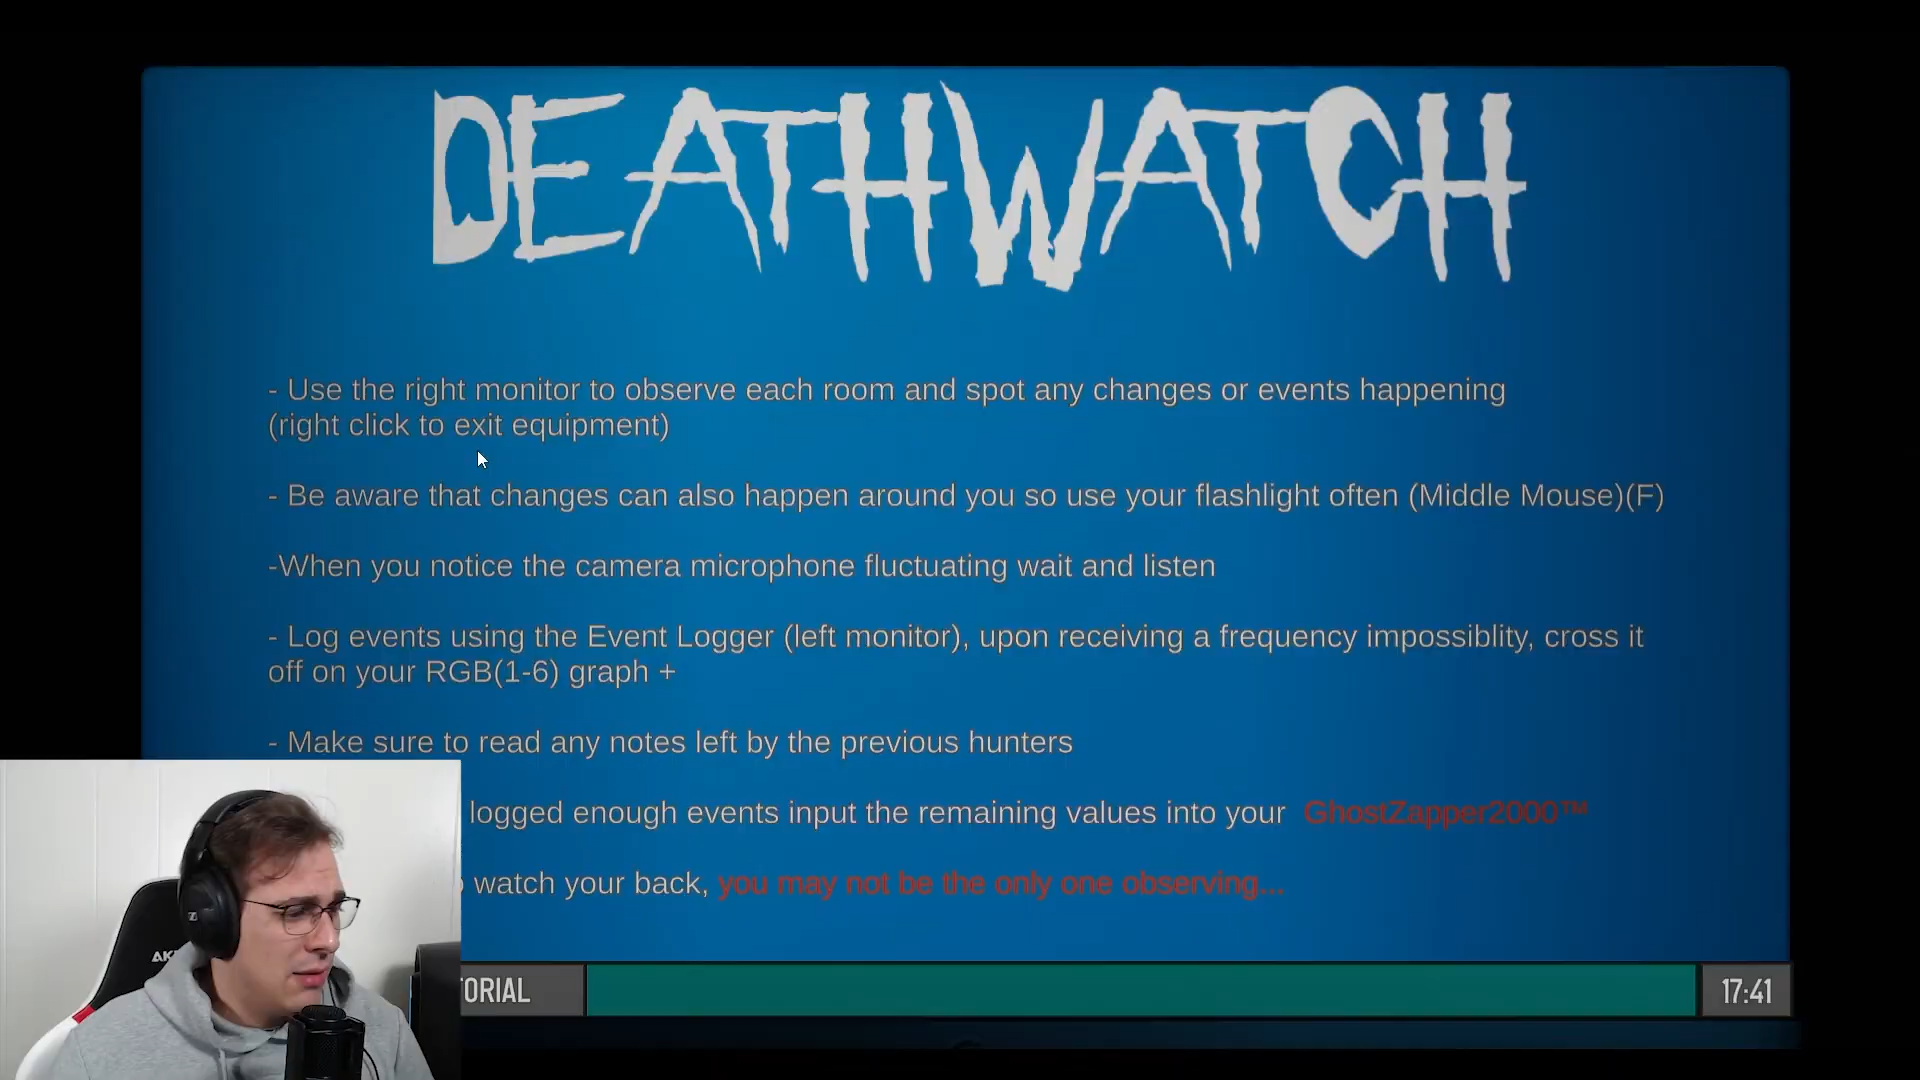 DEATHWATCH
- Use the right monitor to observe each room and spot any changes or events happening
(right click to exit equipment)
- Be aware that changes can also happen around you so use your flashlight often (Middle Mouse)(F)
-When you notice the camera microphone fluctuating wait and listen
- Log events using the Event Logger (left monitor), upon receiving a frequency impossiblity, cross it
off on your RGB(1-6) graph +
- Make sure to read any notes left by the previous hunters
logged enough events input the remaining values into your GhostZapper2000™
watch your back, you may not be the only one observing...
TORIAL
17:41